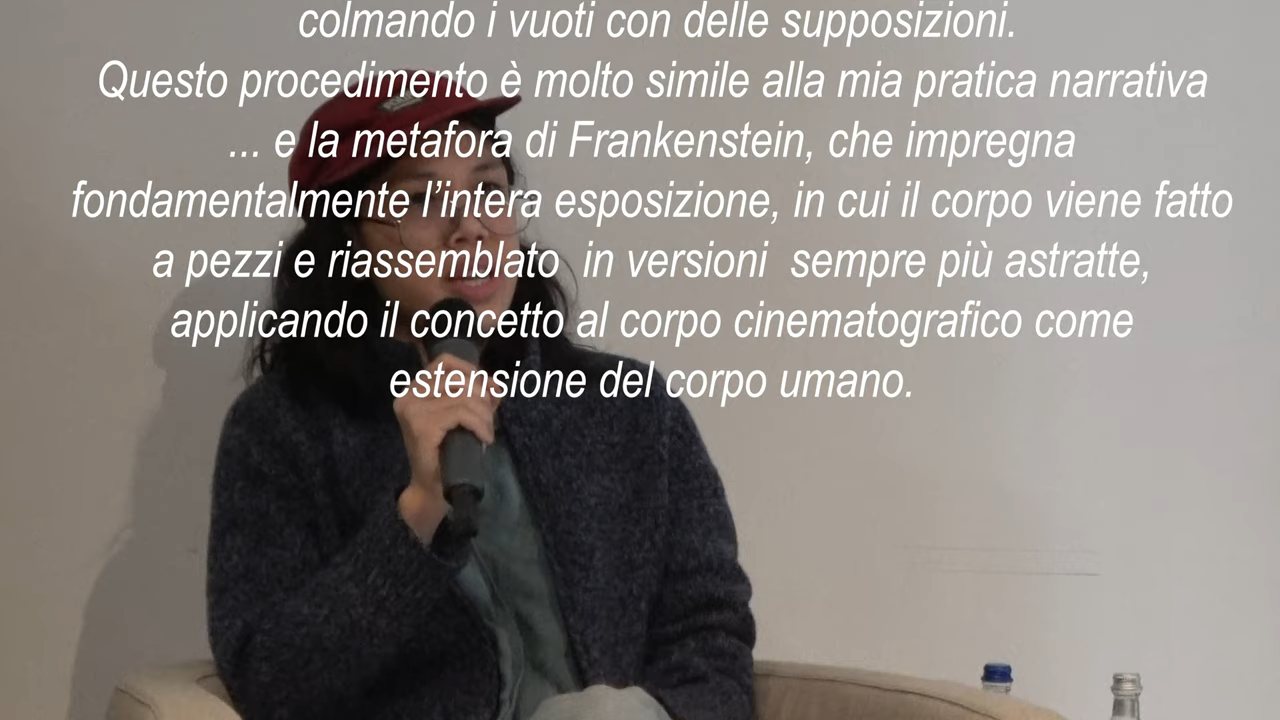 colmando i vuoti con delle supposizioni.
Questo procedimento è molto simile alla mia pratica narrativa
... e la metafora di Frankenstein, che impregna
fondamentalmente l’intera esposizione, in cui il corpo viene fatto
a pezzi e riassemblato in versioni sempre più astratte,
applicando il concetto al corpo cinematografico come
estensione del corpo umano.